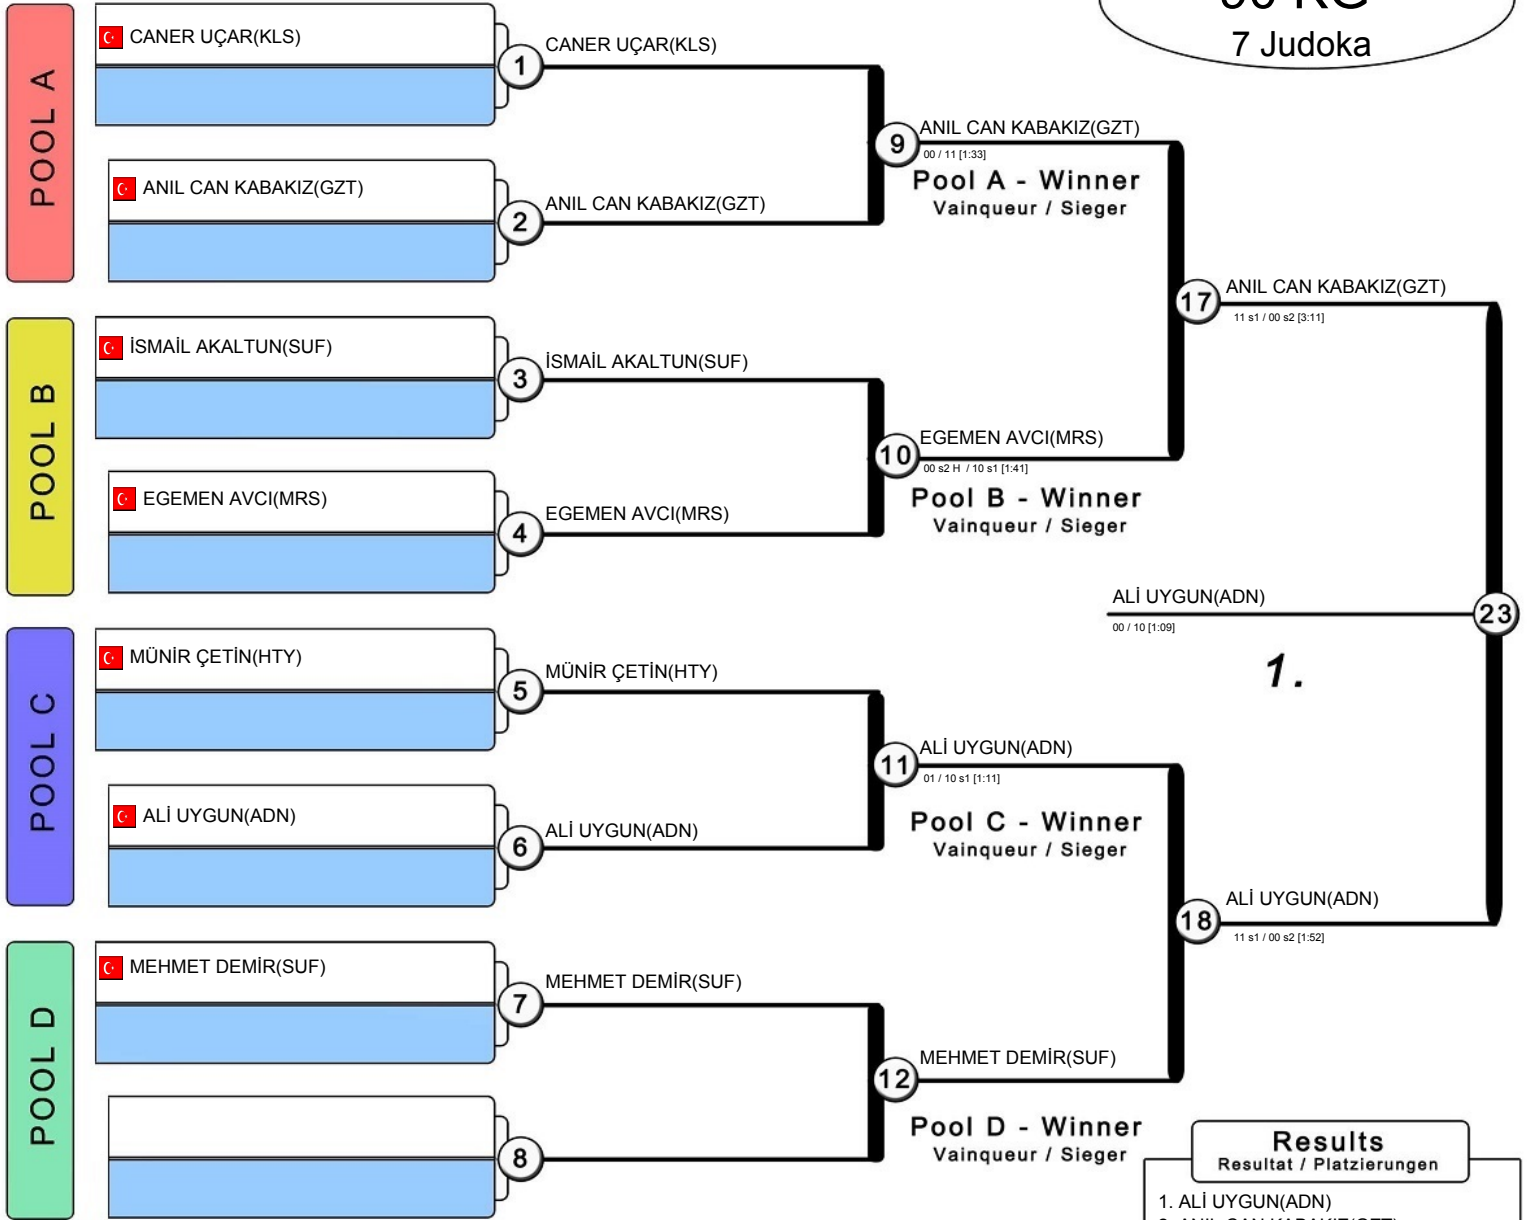 7 Judoka
POOL A
CANER UÇAR(KLS)
1
CANER UÇAR(KLS)
ANIL CAN KABAKIZ(GZT)
2
ANIL CAN KABAKIZ(GZT)
9
ANIL CAN KABAKIZ(GZT)
00 / 11 [1:33]
Pool A - Winner
Vainqueur / Sieger
POOL B
İSMAİL AKALTUN(SUF)
3
İSMAİL AKALTUN(SUF)
EGEMEN AVCI(MRS)
4
EGEMEN AVCI(MRS)
10
EGEMEN AVCI(MRS)
00 s2 H / 10 s1 [1:41]
Pool B - Winner
Vainqueur / Sieger
17
ANIL CAN KABAKIZ(GZT)
11 s1 / 00 s2 [3:11]
POOL C
MÜNİR ÇETİN(HTY)
5
MÜNİR ÇETİN(HTY)
ALİ UYGUN(ADN)
6
ALİ UYGUN(ADN)
11
ALİ UYGUN(ADN)
01 / 10 s1 [1:11]
Pool C - Winner
Vainqueur / Sieger
POOL D
MEHMET DEMİR(SUF)
7
MEHMET DEMİR(SUF)
8
12
MEHMET DEMİR(SUF)
Pool D - Winner
Vainqueur / Sieger
18
ALİ UYGUN(ADN)
11 s1 / 00 s2 [1:52]
ALİ UYGUN(ADN)
23
00 / 10 [1:09]
1.
Results
Resultat / Platzierungen
1. ALİ UYGUN(ADN)